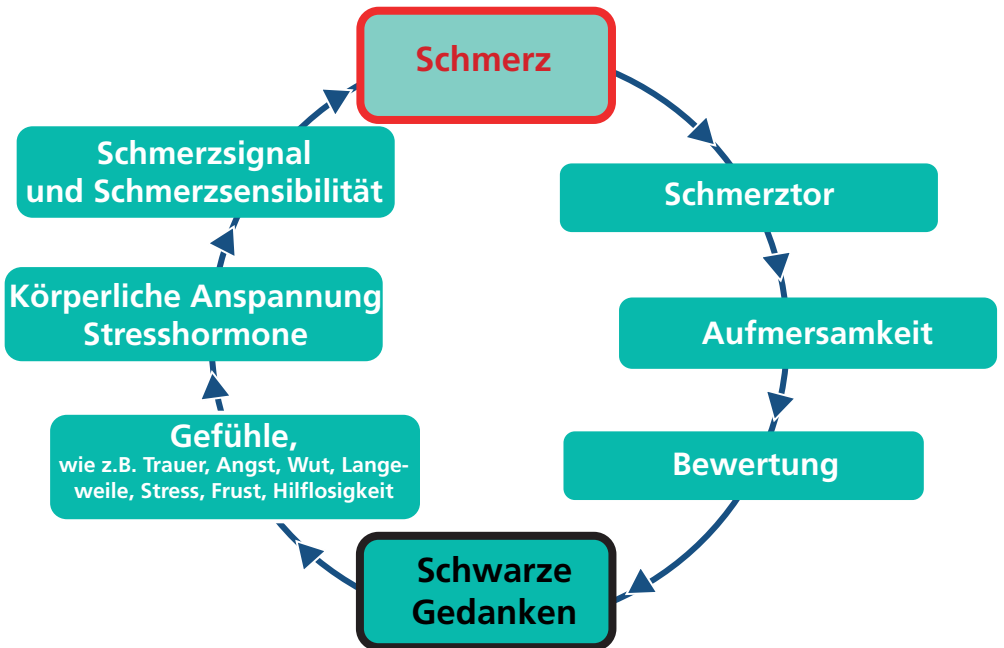 Schmerz
Schmerztor
Aufmersamkeit
Bewertung
Schwarze
Gedanken
Gefühle,
wie z.B. Trauer, Angst, Wut, Lange-
weile, Stress, Frust, Hilflosigkeit
Körperliche Anspannung
Stresshormone
Schmerzsignal
und Schmerzsensibilität